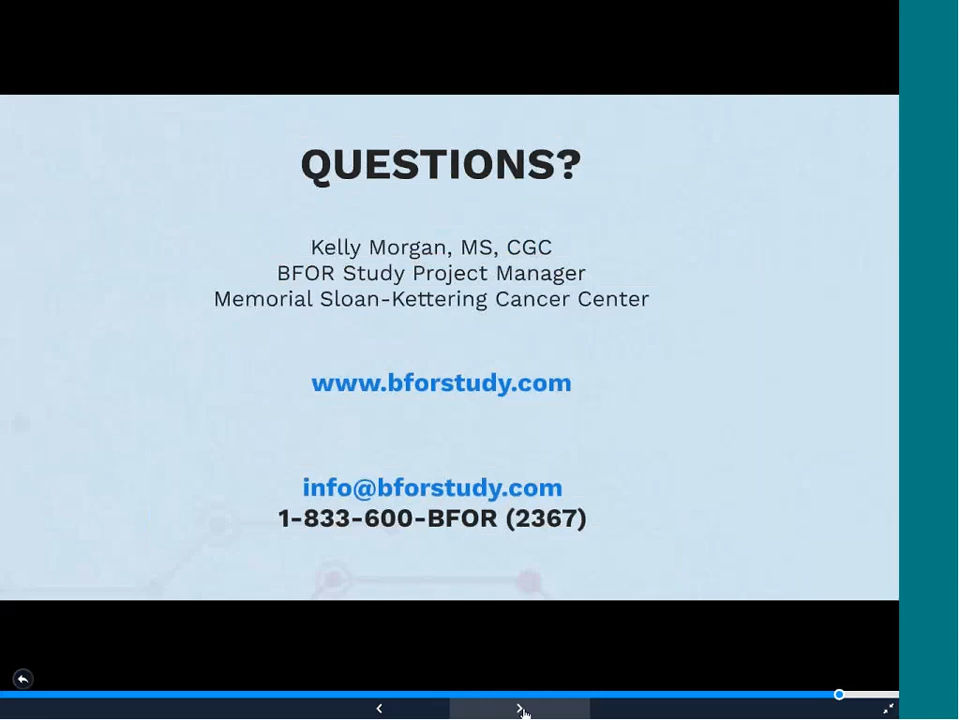 QUESTIONS?
Kelly Morgan, MS, CGC
BFOR Study Project Manager
Memorial Sloan-Kettering Cancer Center
www.bforstudy.com
info@bforstudy.com
1-833-600-BFOR (2367)